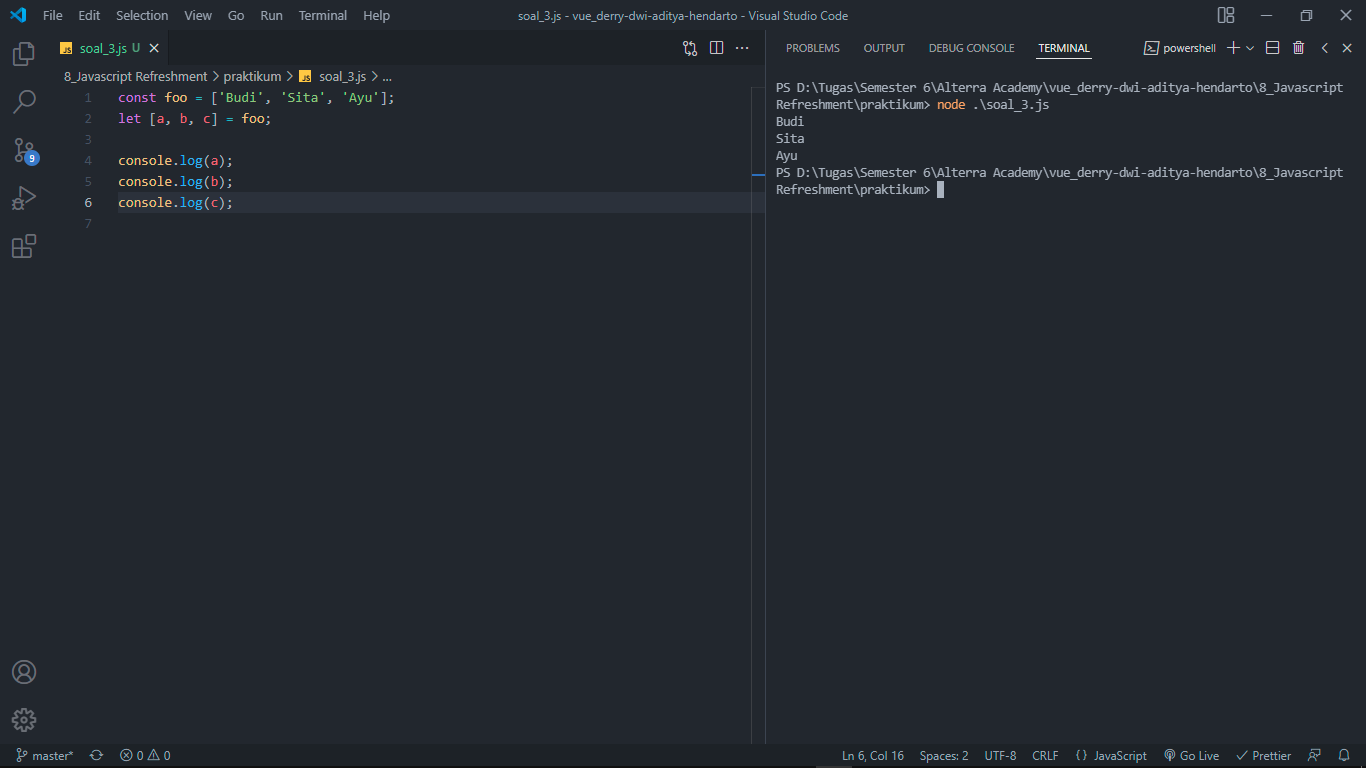 File Edit Selection View Go Run Terminal Help soal_3.js - vue_derry-dwi-aditya-hendarto - Visual Studio Code
JS soal_3.js U
8_Javascript Refreshment > praktikum > JS soal_3.js > ...
1 const foo = ['Budi', 'Sita', 'Ayu'];
2 let [a, b, c] = foo;
3
4 console.log(a);
5 console.log(b);
6 console.log(c);
7
PROBLEMS OUTPUT DEBUG CONSOLE TERMINAL powershell
PS D:\Tugas\Semester 6\Alterra Academy\vue_derry-dwi-aditya-hendarto\8_Javascript
Refreshment\praktikum> node .\soal_3.js
Budi
Sita
Ayu
PS D:\Tugas\Semester 6\Alterra Academy\vue_derry-dwi-aditya-hendarto\8_Javascript
Refreshment\praktikum>
9
master* 0 0 Ln 6, Col 16 Spaces: 2 UTF-8 CRLF {} JavaScript Go Live Prettier